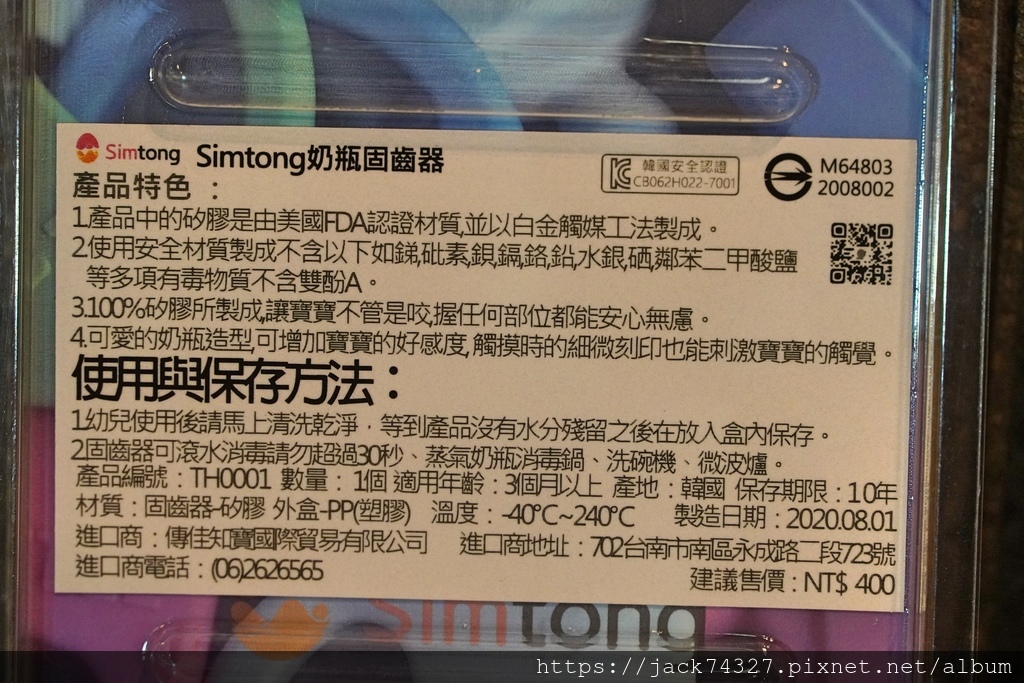 Simtong Simtong奶瓶固齒器
韓國安全認證
CB062H022-7001
M64803
2008002
產品特色：
1.產品中的矽膠是由美國FDA認證材質,並以白金觸媒工法製成。
2.使用安全材質製成不含以下如銻,砒素,鋇,鎘,鉻,鉛,水銀,硒,鄰苯二甲酸鹽
等多項有毒物質不含雙酚A。
3.100%矽膠所製成,讓寶寶不管是咬,握任何部位都能安心無慮。
4.可愛的奶瓶造型,可增加寶寶的好感度,觸摸時的細微刻印也能刺激寶寶的觸覺。
使用與保存方法：
1.幼兒使用後請馬上清洗乾淨，等到產品沒有水分殘留之後在放入盒內保存。
2.固齒器可滾水消毒請勿超過30秒、蒸氣奶瓶消毒鍋、洗碗機、微波爐。
產品編號：TH0001 數量：1個 適用年齡：3個月以上 產地：韓國 保存期限：10年
材質：固齒器-矽膠 外盒-PP(塑膠) 溫度：-40°C~240°C 製造日期：2020.08.01
進口商：傳佳知寶國際貿易有限公司 進口商地址：702台南市南區永成路二段723號
進口商電話：(06)2626565
建議售價：NT$ 400
Simtong
https://jack74327.pixnet.net/album